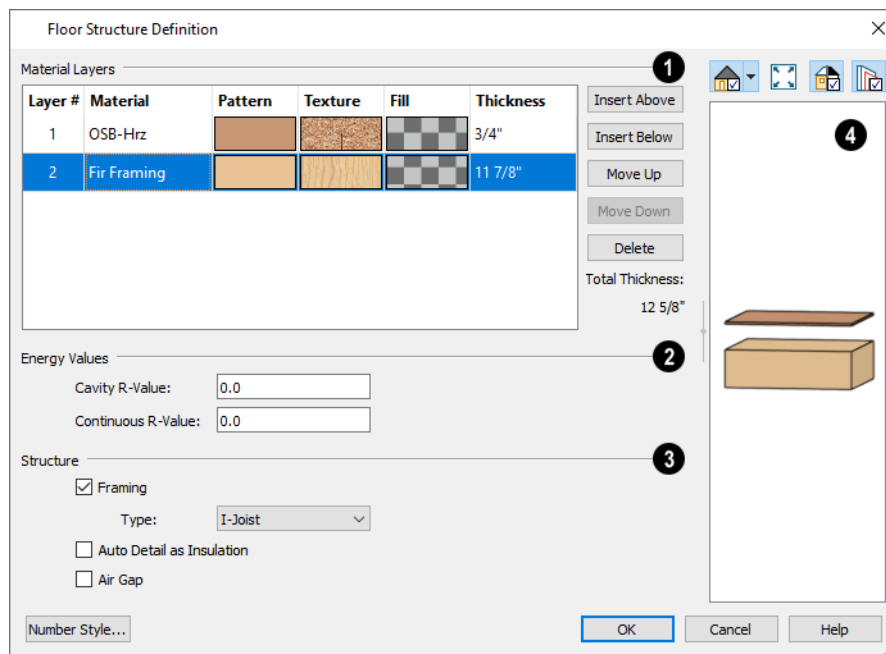 Floor Structure Definition
Material Layers
1
Layer # Material Pattern Texture Fill Thickness
1 OSB-Hrz 3/4"
2 Fir Framing 11 7/8"
Insert Above
Insert Below
Move Up
Move Down
Delete
Total Thickness:
12 5/8"
4
Energy Values
2
Cavity R-Value: 0.0
Continuous R-Value: 0.0
Structure
3
Framing
Type: I-Joist
Auto Detail as Insulation
Air Gap
Number Style... OK Cancel Help